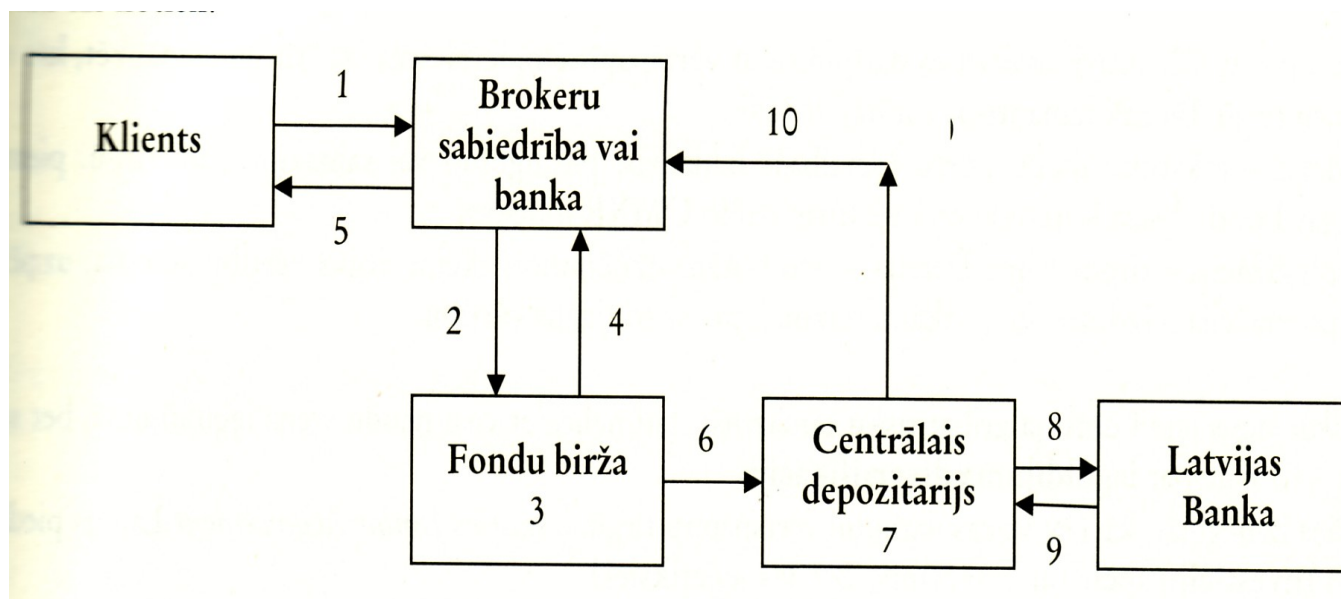 1
Klients
5
Brokeru
sabiedrība vai
banka
10
2
4
Fondu birža
3
6
Centrālais
depozitārijs
7
8
9
Latvijas
Banka